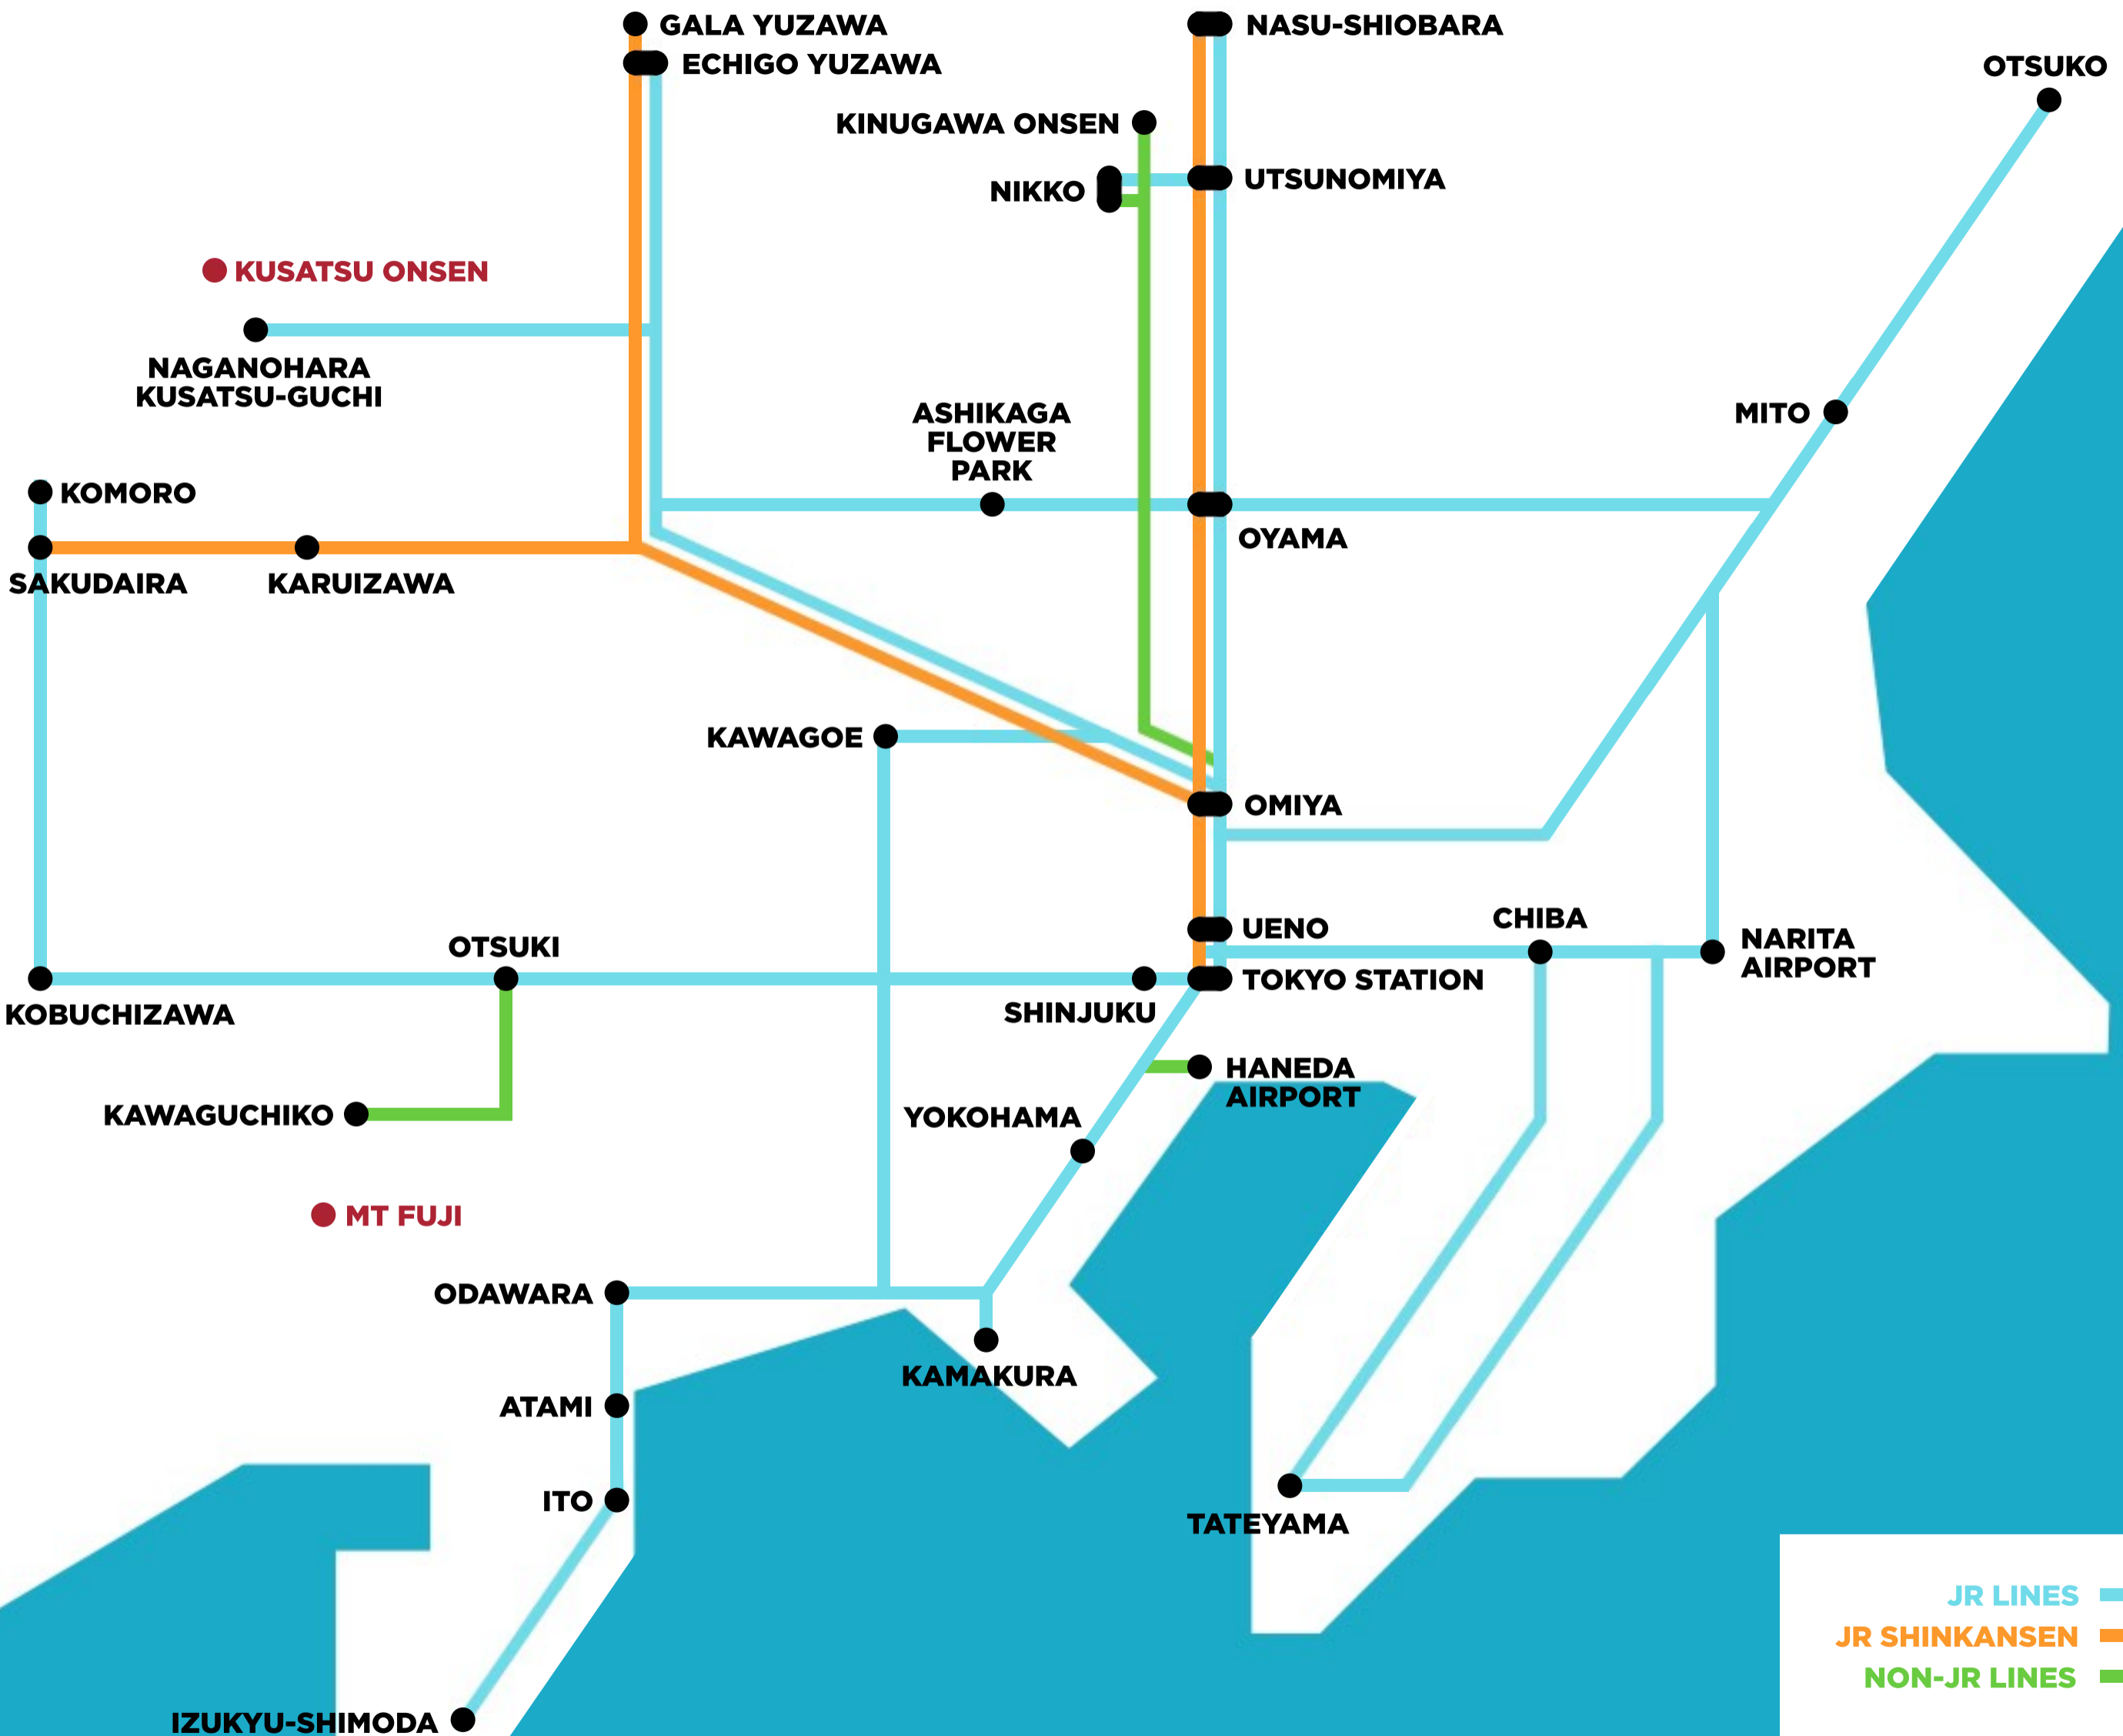 GALA YUZAWA
NASU-SHIOBARA
ECHIGO YUZAWA
OTSUKO
KINUGAWA ONSEN
UTSUNOMIYA
NIKKO
KUSATSU ONSEN
NAGANOHARA
KUSATSU-GUCHI
ASHIKAGA
FLOWER
PARK
MITO
KOMORO
OYAMA
SAKUDAIRA
KARUIZAWA
KAWAGOE
OMIYA
UENO
CHIBA
NARITA
AIRPORT
OTSUKI
TOKYO STATION
KOBUCHIZAWA
SHINJUKU
HANEDA
AIRPORT
KAWAGUCHIKO
YOKOHAMA
MT FUJI
ODAWARA
KAMAKURA
ATAMI
ITO
TATEYAMA
IZUKYU-SHIMODA
JR LINES
JR SHINKANSEN
NON-JR LINES